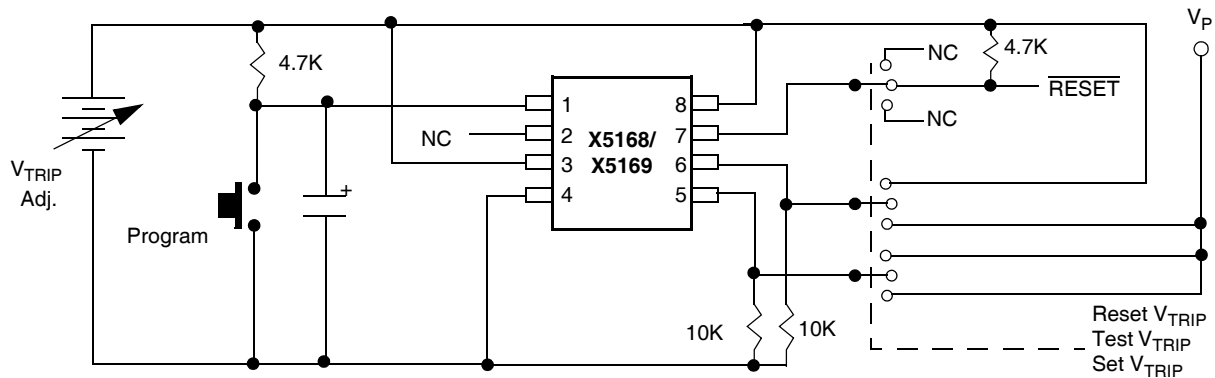 V_P
4.7K
NC
4.7K
RESET
NC
V_TRIP
Adj.
Program
+
NC
1
2
3
4
X5168/
X5169
8
7
6
5
10K
10K
Reset V_TRIP
Test V_TRIP
Set V_TRIP